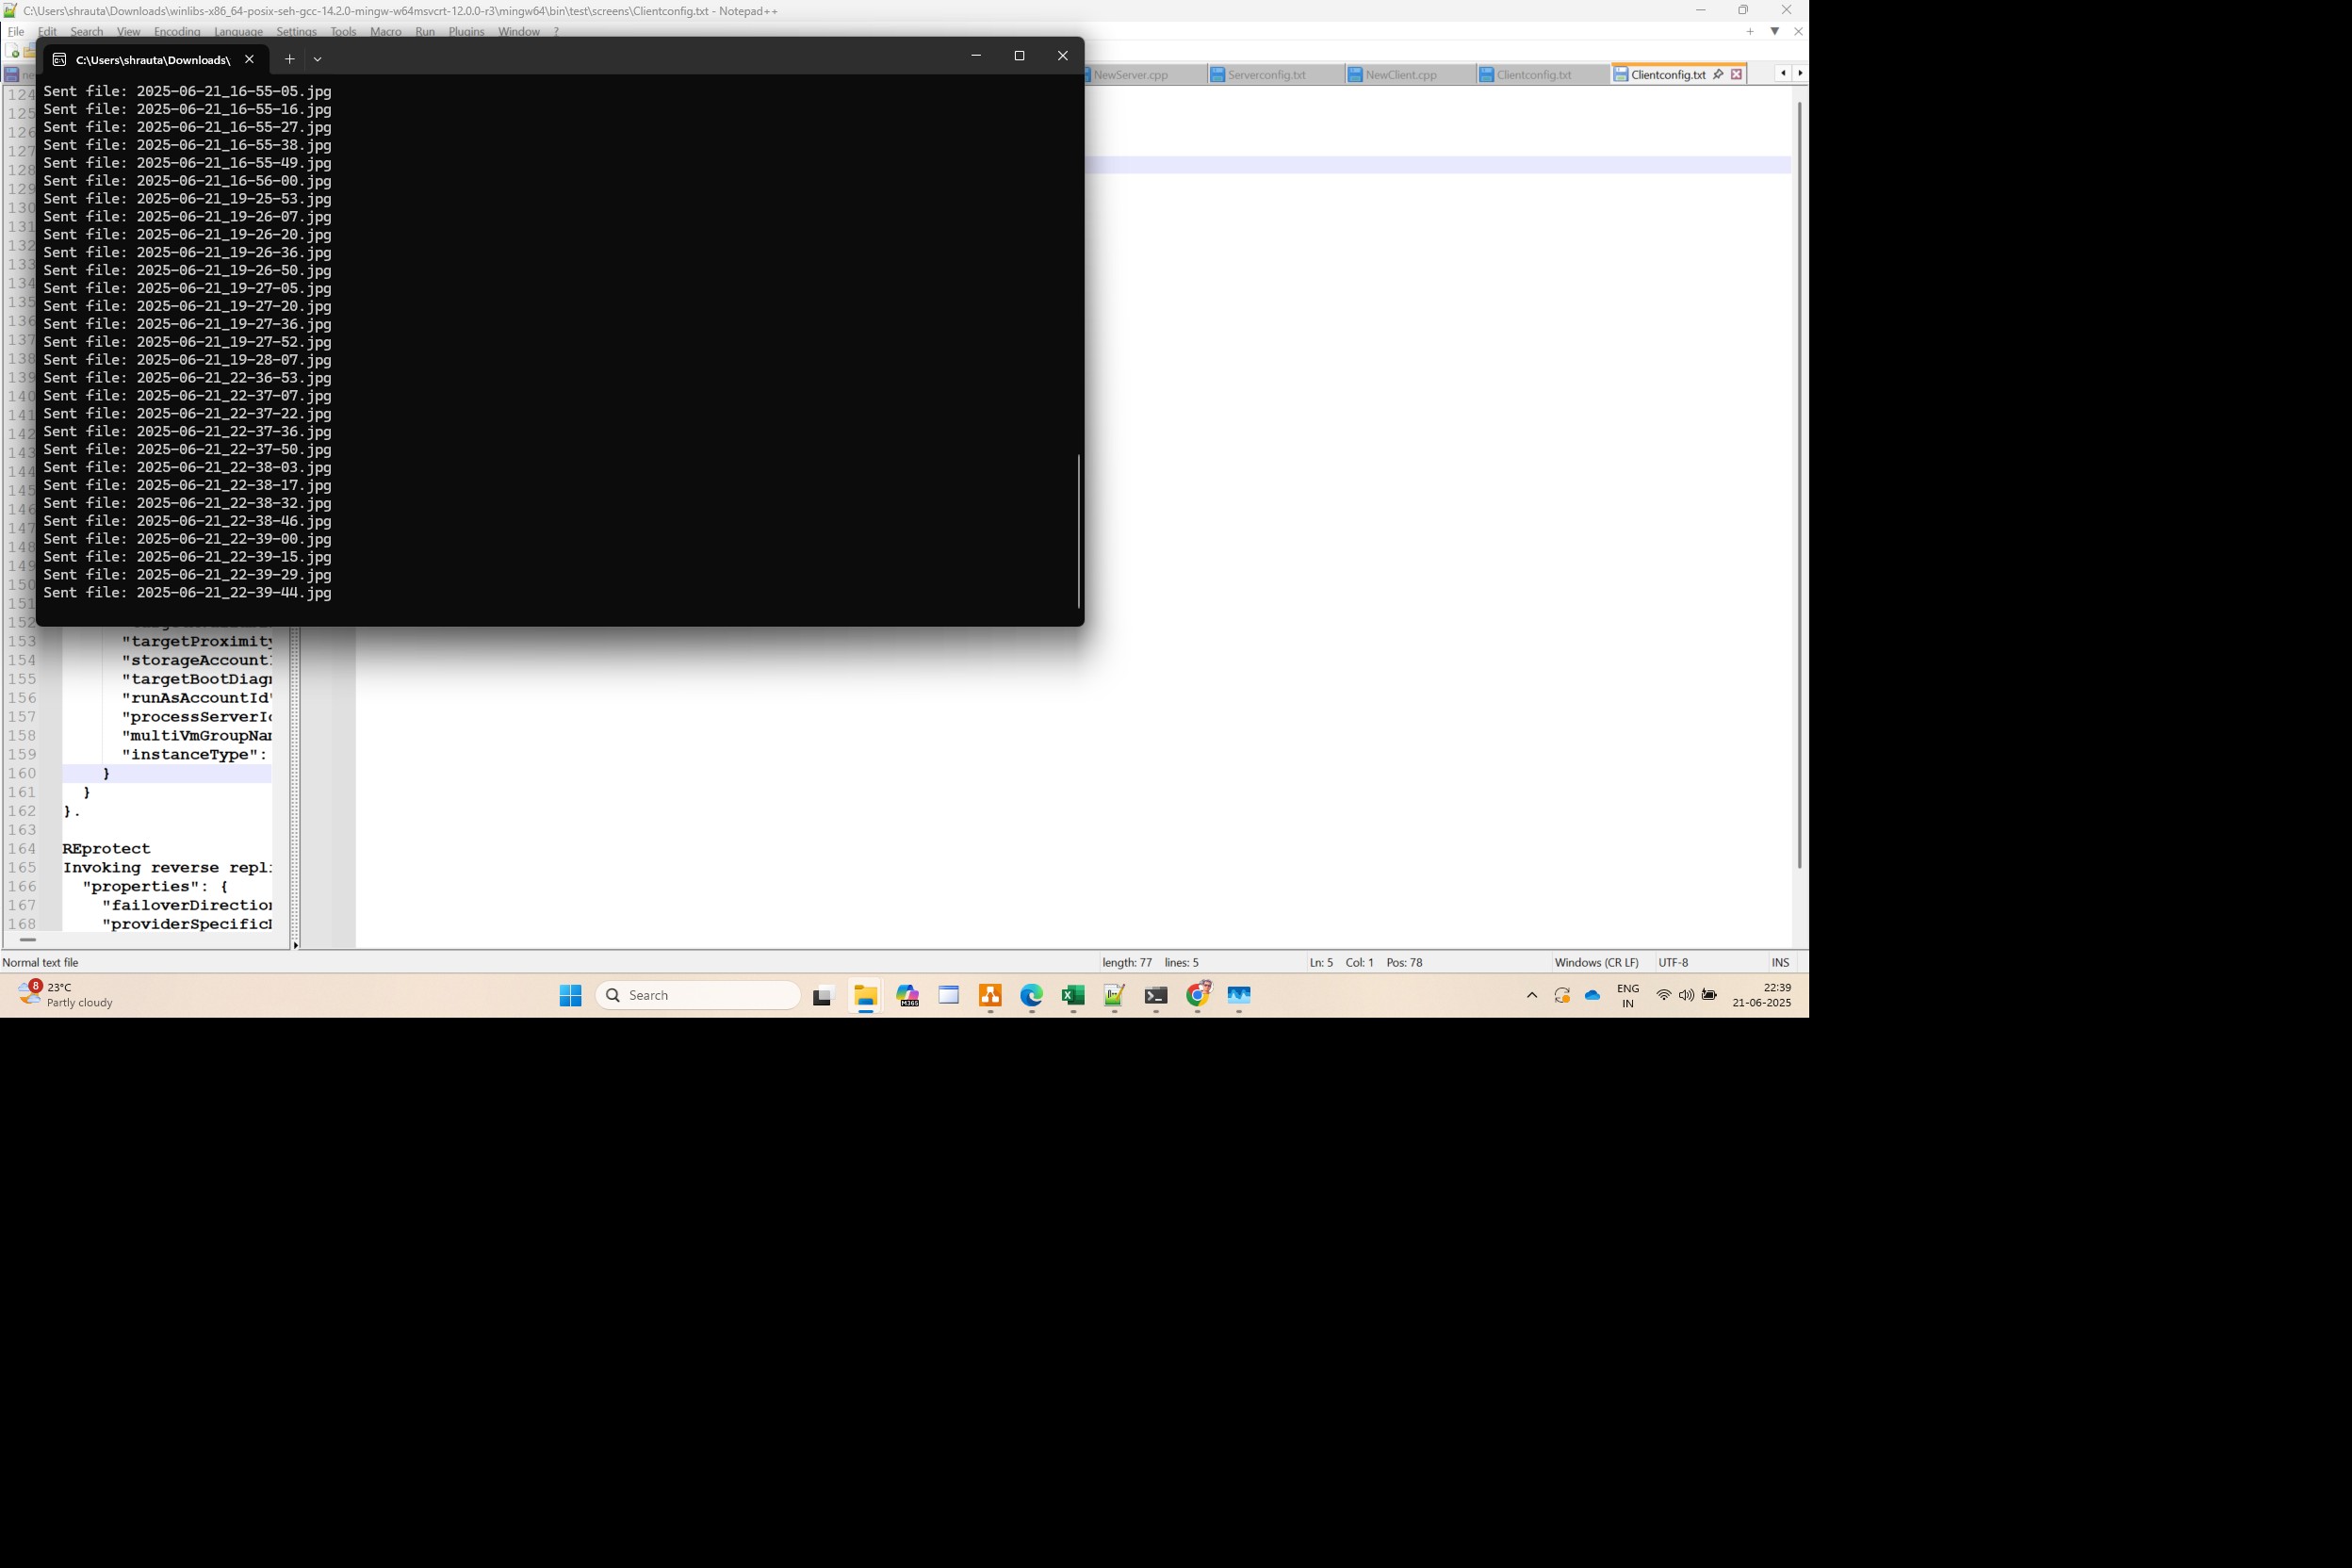 C:\Users\shrauta\Downloads\winlibs-x86_64-posix-seh-gcc-14.2.0-mingw-w64msvcrt-12.0.0-r3\mingw64\bin\test\screens\Clientconfig.txt - Notepad++
File Edit Search View Encoding Language Settings Tools Macro Run Plugins Window ?
C:\Users\shrauta\Downloads\
NewServer.cpp Serverconfig.txt NewClient.cpp Clientconfig.txt Clientconfig.txt
124
Sent file: 2025-06-21_16-55-05.jpg
125
Sent file: 2025-06-21_16-55-16.jpg
126
Sent file: 2025-06-21_16-55-27.jpg
127
Sent file: 2025-06-21_16-55-38.jpg
128
Sent file: 2025-06-21_16-55-49.jpg
129
Sent file: 2025-06-21_16-56-00.jpg
130
Sent file: 2025-06-21_19-25-53.jpg
131
Sent file: 2025-06-21_19-26-07.jpg
132
Sent file: 2025-06-21_19-26-20.jpg
133
Sent file: 2025-06-21_19-26-36.jpg
134
Sent file: 2025-06-21_19-26-50.jpg
135
Sent file: 2025-06-21_19-27-05.jpg
136
Sent file: 2025-06-21_19-27-20.jpg
137
Sent file: 2025-06-21_19-27-36.jpg
138
Sent file: 2025-06-21_19-27-52.jpg
139
Sent file: 2025-06-21_19-28-07.jpg
140
Sent file: 2025-06-21_22-36-53.jpg
141
Sent file: 2025-06-21_22-37-07.jpg
142
Sent file: 2025-06-21_22-37-22.jpg
143
Sent file: 2025-06-21_22-37-36.jpg
144
Sent file: 2025-06-21_22-37-50.jpg
145
Sent file: 2025-06-21_22-38-03.jpg
146
Sent file: 2025-06-21_22-38-17.jpg
147
Sent file: 2025-06-21_22-38-32.jpg
148
Sent file: 2025-06-21_22-38-46.jpg
149
Sent file: 2025-06-21_22-39-00.jpg
150
Sent file: 2025-06-21_22-39-15.jpg
151
Sent file: 2025-06-21_22-39-29.jpg
Sent file: 2025-06-21_22-39-44.jpg
152
153 "targetProximity
154 "storageAccount
155 "targetBootDiag
156 "runAsAccountId"
157 "processServerI
158 "multiVmGroupNa
159 "instanceType":
160 }
161 }
162 }.
163
164 REprotect
165 Invoking reverse repl
166 "properties": {
167 "failoverDirection
168 "providerSpecific
Normal text file length: 77 lines: 5 Ln: 5 Col: 1 Pos: 78 Windows (CR LF) UTF-8 INS
8 23°C
Partly cloudy
Search
M365
ENG
IN
22:39
21-06-2025